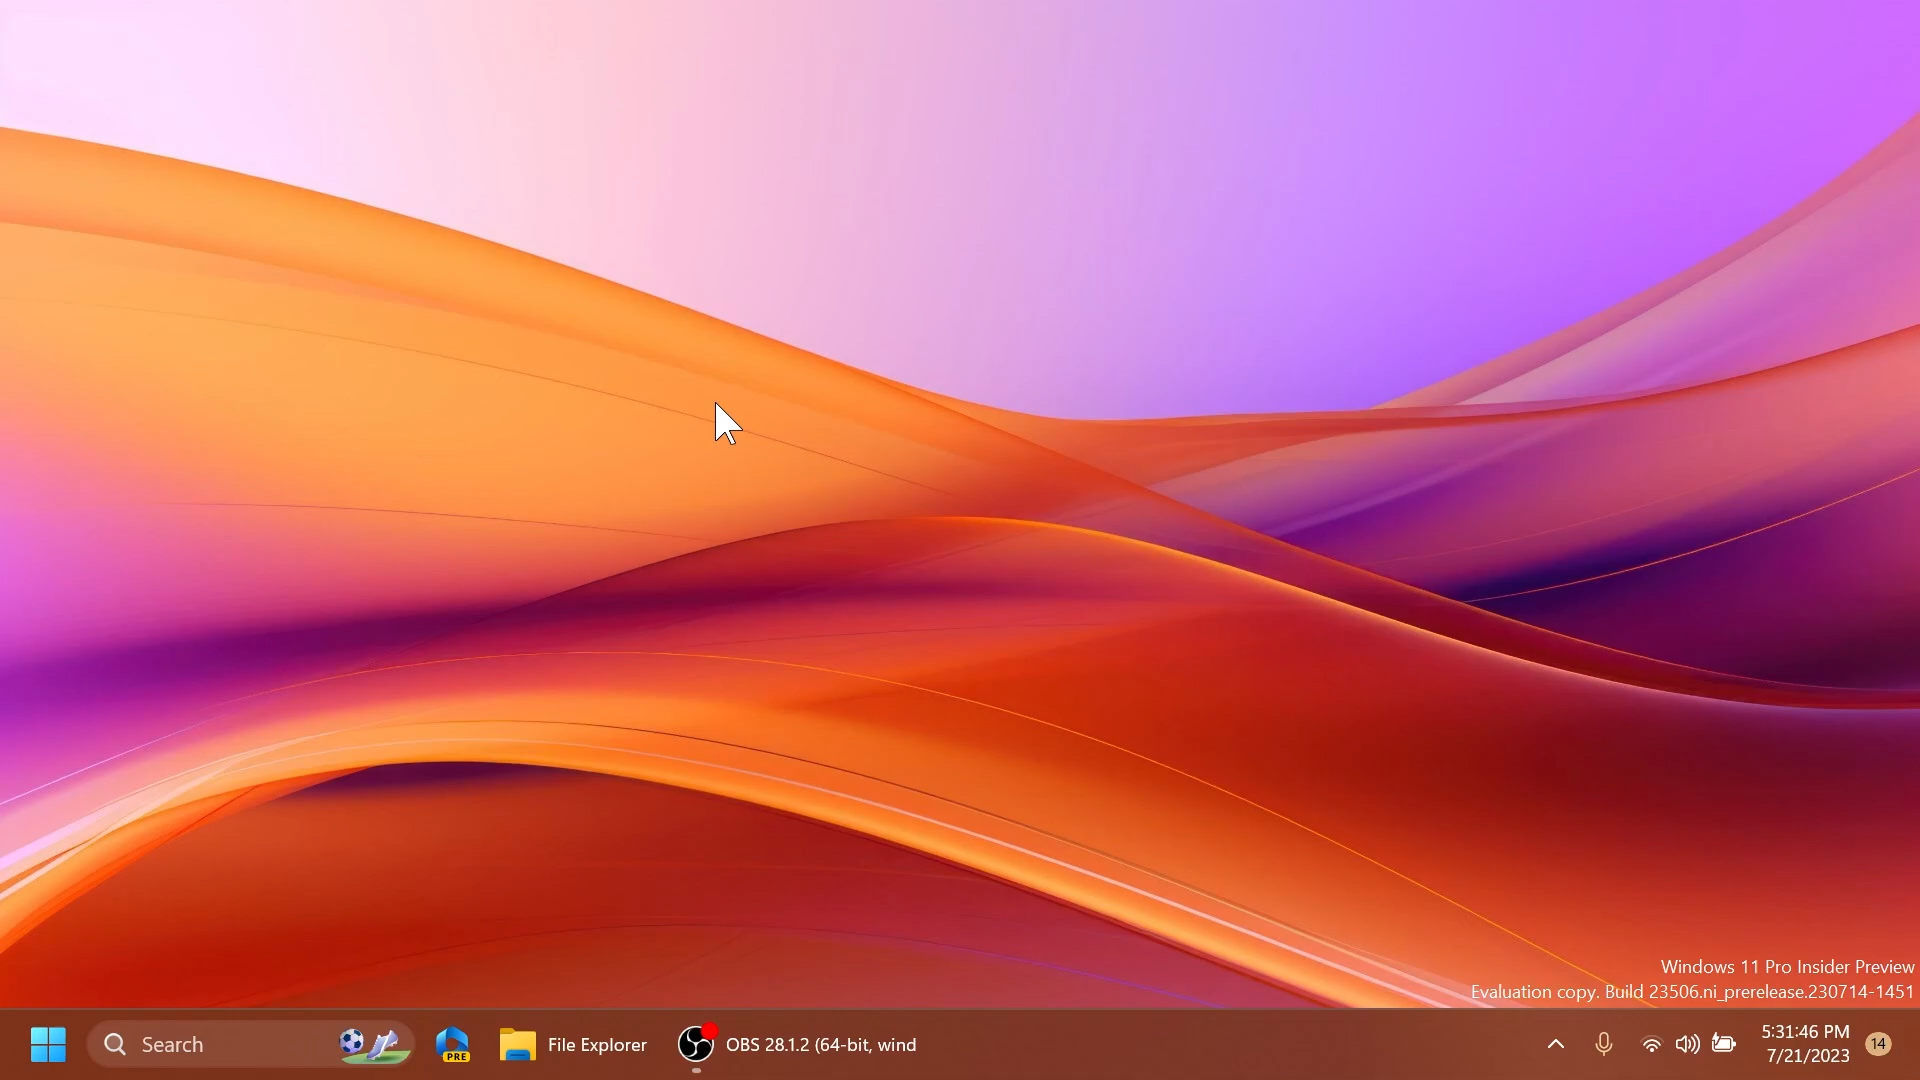 Windows 11 Pro Insider Preview
Evaluation copy. Build 23506.ni_prerelease.230714-1451
Search
PRE
File Explorer
OBS 28.1.2 (64-bit, wind
5:31:46 PM
7/21/2023
14